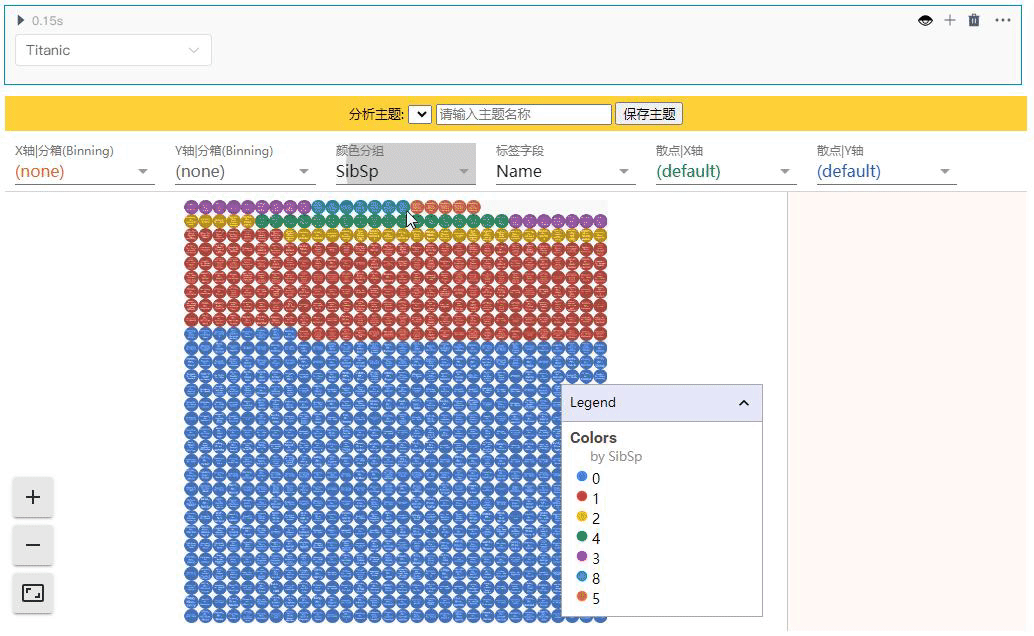 0.15s
Titanic
分析主题: 请输入主题名称 保存主题
X轴|分箱(Binning) Y轴|分箱(Binning) 颜色分组 标签字段 散点|X轴 散点|Y轴
(none) (none) SibSp Name (default) (default)
Legend
Colors
by SibSp
0
1
2
4
3
8
5